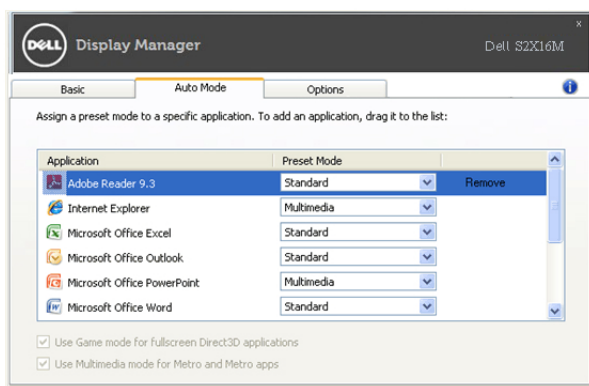 DELL Display Manager Dell S2X16M
Basic Auto Mode Options
Assign a preset mode to a specific application. To add an application, drag it to the list:
Application Preset Mode
Adobe Reader 9.3 Standard Remove
Internet Explorer Multimedia
Microsoft Office Excel Standard
Microsoft Office Outlook Standard
Microsoft Office PowerPoint Multimedia
Microsoft Office Word Standard
Use Game mode for fullscreen Direct3D applications
Use Multimedia mode for Metro and Metro apps